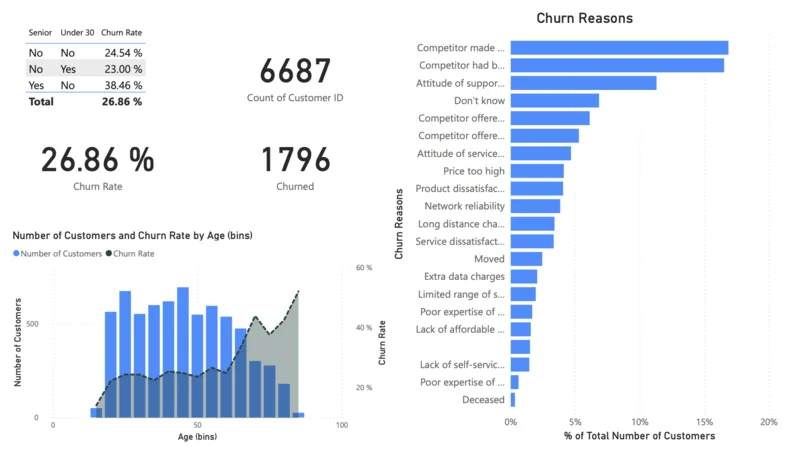 Senior Under 30 Churn Rate
No No 24.54 %
No Yes 23.00 %
Yes No 38.46 %
Total 26.86 %
6687
Count of Customer ID
26.86 %
Churn Rate
1796
Churned
Number of Customers and Churn Rate by Age (bins)
Number of Customers Churn Rate
Number of Customers
500
0
60 %
40 %
20 %
Churn Rate
0 50 100
Age (bins)
Churn Reasons
Churn Reasons
Competitor made ...
Competitor had b...
Attitude of suppor...
Don't know
Competitor offere...
Competitor offere...
Attitude of service...
Price too high
Product dissatisfac...
Network reliability
Long distance cha...
Service dissatisfact...
Moved
Extra data charges
Limited range of s...
Poor expertise of ...
Lack of affordable ...
Lack of self-servic...
Poor expertise of ...
Deceased
0% 5% 10% 15% 20%
% of Total Number of Customers